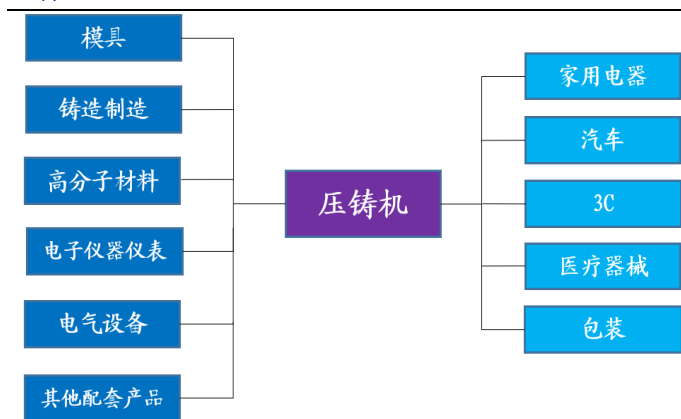 模具
铸造制造
高分子材料
电子仪器仪表
电气设备
其他配套产品
压铸机
家用电器
汽车
3C
医疗器械
包装